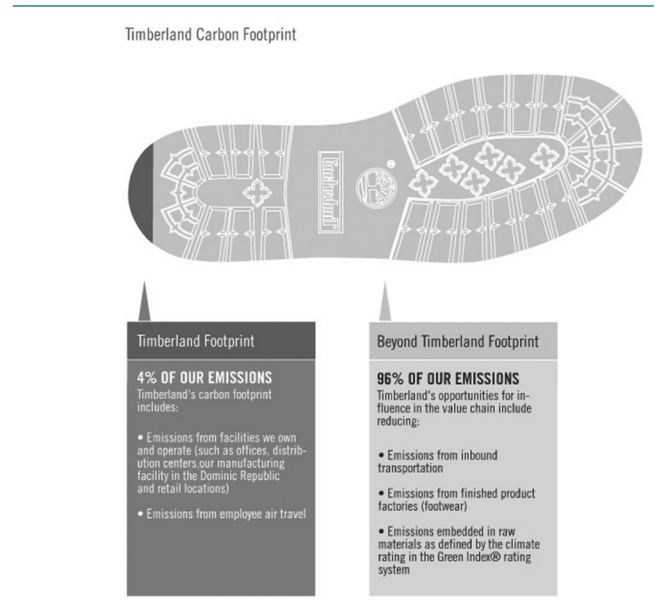 Timberland Carbon Footprint
Timberland
®
Timberland Footprint
4% OF OUR EMISSIONS
Timberland's carbon footprint
includes:
• Emissions from facilities we own
and operate (such as offices, distrib-
ution centers,our manufacturing
facility in the Dominic Republic
and retail locations)
• Emissions from employee air travel
Beyond Timberland Footprint
96% OF OUR EMISSIONS
Timberland's opportunities for in-
fluence in the value chain include
reducing:
• Emissions from inbound
transportation
• Emissions from finished product
factories (footwear)
• Emissions embedded in raw
materials as defined by the climate
rating in the Green Index® rating
system